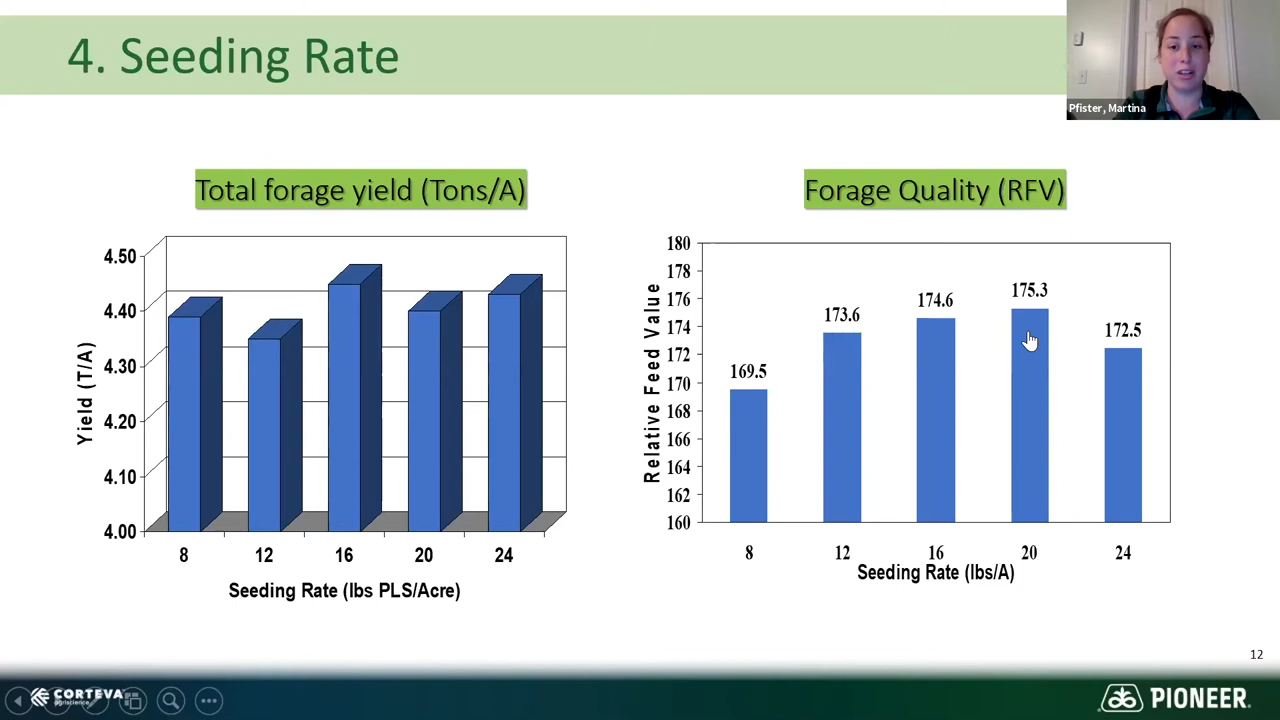 4. Seeding Rate
Pfister, Martina
Total forage yield (Tons/A)
4.50
4.40
4.30
4.20
4.10
4.00
Yield (T/A)
8 12 16 20 24
Seeding Rate (lbs PLS/Acre)
Forage Quality (RFV)
180
178
176
174
172
170
168
166
164
162
160
Relative Feed Value
169.5
173.6
174.6
175.3
172.5
8 12 16 20 24
Seeding Rate (lbs/A)
12
CORTEVA
agriscience
PIONEER